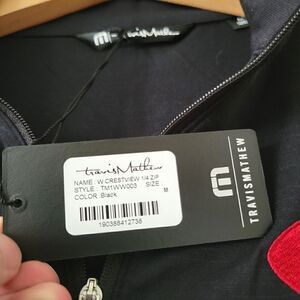 TravisMathew
TravisMathew
NAME : W CRESTVIEW 1/4 ZIP
STYLE : TM1WW003 SIZE :
COLOR: Black M
190388412738
TRAVISMATHEW